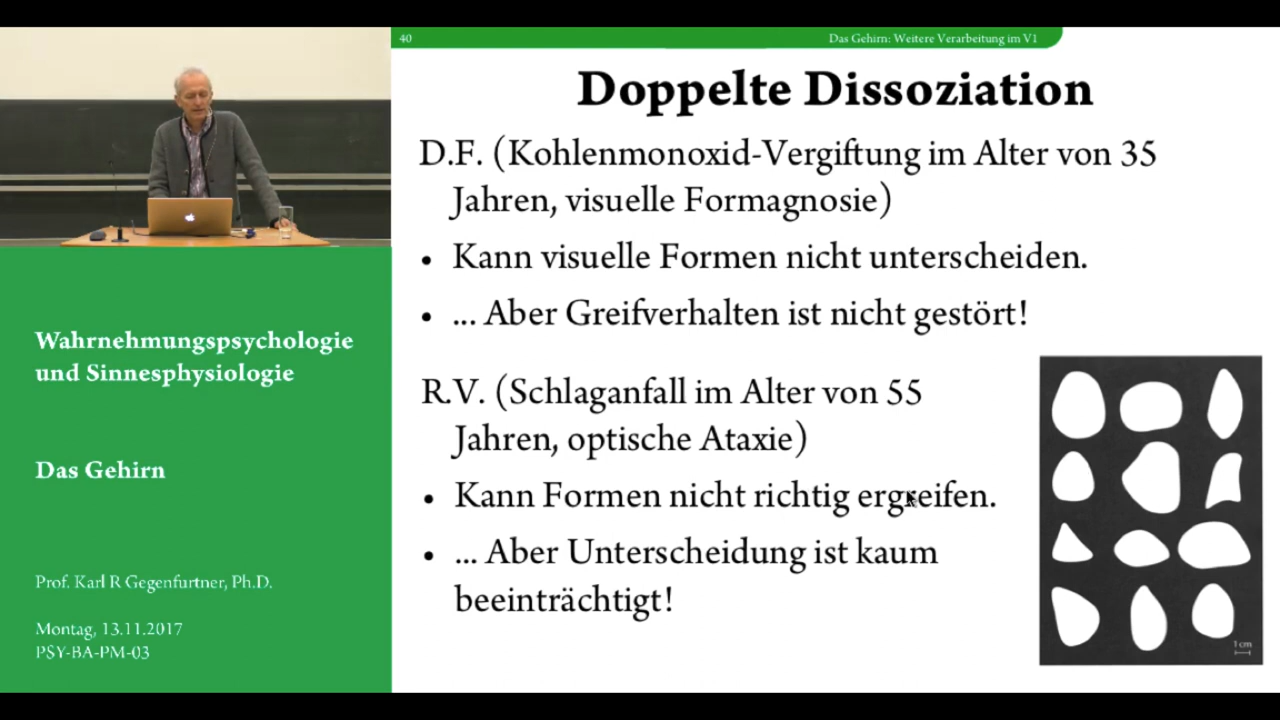 40
Das Gehirn: Weitere Verarbeitung im V1
Doppelte Dissoziation
D.F. (Kohlenmonoxid-Vergiftung im Alter von 35
Jahren, visuelle Formagnosie)
• Kann visuelle Formen nicht unterscheiden.
• ... Aber Greifverhalten ist nicht gestört!
R.V. (Schlaganfall im Alter von 55
Jahren, optische Ataxie)
• Kann Formen nicht richtig ergreifen.
• ... Aber Unterscheidung ist kaum
beeinträchtigt!
1 cm
Wahrnehmungspsychologie
und Sinnesphysiologie
Das Gehirn
Prof. Karl R Gegenfurtner, Ph.D.
Montag, 13.11.2017
PSY-BA-PM-03